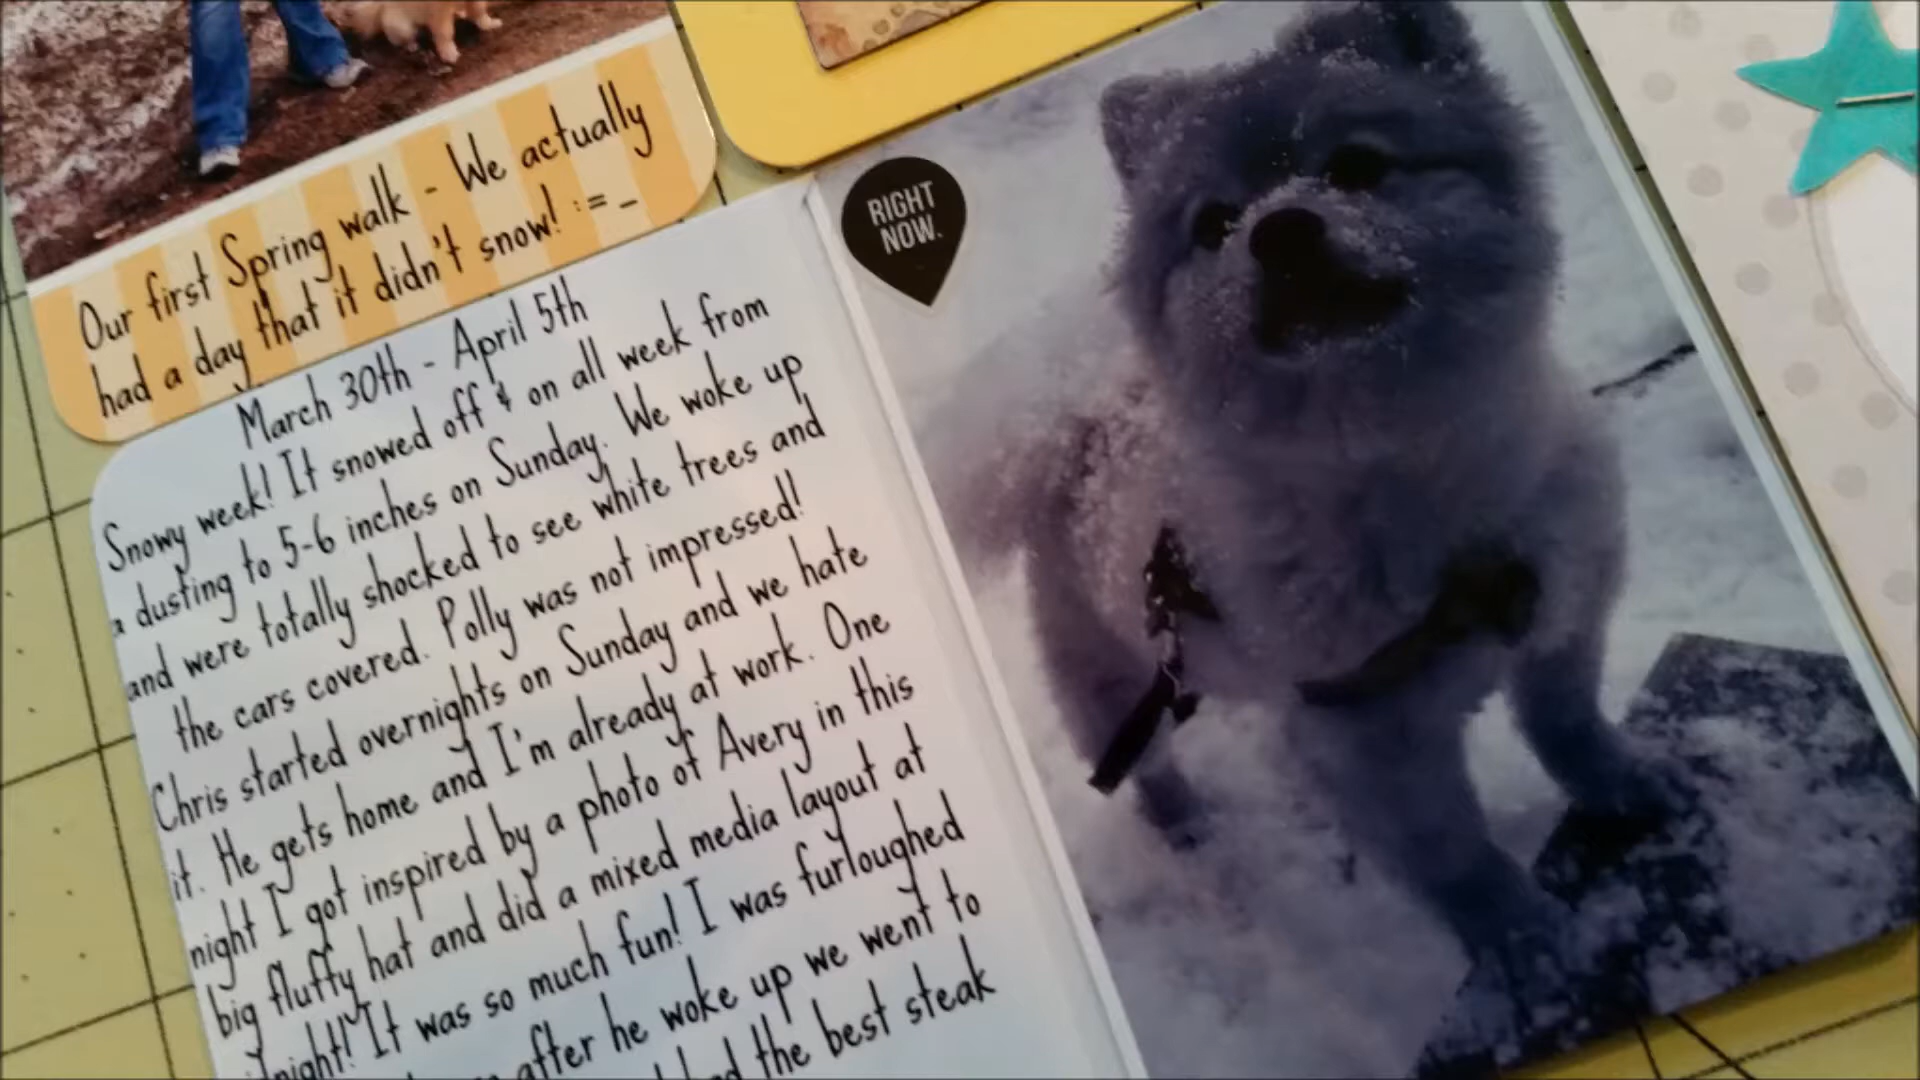 Our first Spring walk - We actually
had a day that it didn't snow! := _
March 30th - April 5th
Snowy week! It snowed off & on all week from
a dusting to 5-6 inches on Sunday. We woke up
and were totally shocked to see white trees and
the cars covered. Polly was not impressed!
Chris started overnights on Sunday and we hate
it. He gets home and I'm already at work. One
night I got inspired by a photo of Avery in this
big fluffy hat and did a mixed media layout at
night! It was so much fun! I was furloughed
after he woke up we went to
the best steak
RIGHT
NOW.